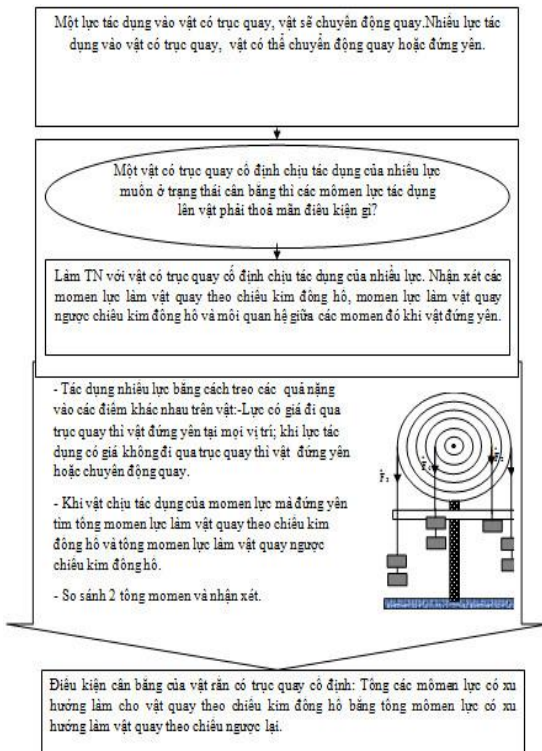 Một lực tác dụng vào vật có trục quay, vật sẽ chuyển động quay.Nhiều lực tác
dụng vào vật có trục quay, vật có thể chuyển động quay hoặc đứng yên.
Một vật có trục quay cố định chịu tác dụng của nhiều lực
muốn ở trạng thái cân bằng thì các mômen lực tác dụng
lên vật phải thoả mãn điều kiện gì?
Làm TN với vật có trục quay cố định chịu tác dụng của nhiều lực. Nhận xét các
momen lực làm vật quay theo chiều kim đồng hồ, momen lực làm vật quay
ngược chiều kim đồng hồ và mối quan hệ giữa các momen đó khi vật đứng yên.
- Tác dụng nhiều lực bằng cách treo các quả nặng
vào các điểm khác nhau trên vật:-Lực có giá đi qua
trục quay thì vật đứng yên tại mọi vị trí; khi lực tác
dụng có giá không đi qua trục quay thì vật đứng yên
hoặc chuyển động quay.
- Khi vật chịu tác dụng của momen lực mà đứng yên
tìm tổng momen lực làm vật quay theo chiều kim
đồng hồ và tổng momen lực làm vật quay ngược
chiều kim đồng hồ.
- So sánh 2 tổng momen và nhận xét.
Điều kiện cân bằng của vật rắn có trục quay cố định: Tổng các mômen lực có xu
hướng làm cho vật quay theo chiều kim đồng hồ bằng tổng mômen lực có xu
hướng làm vật quay theo chiều ngược lại.